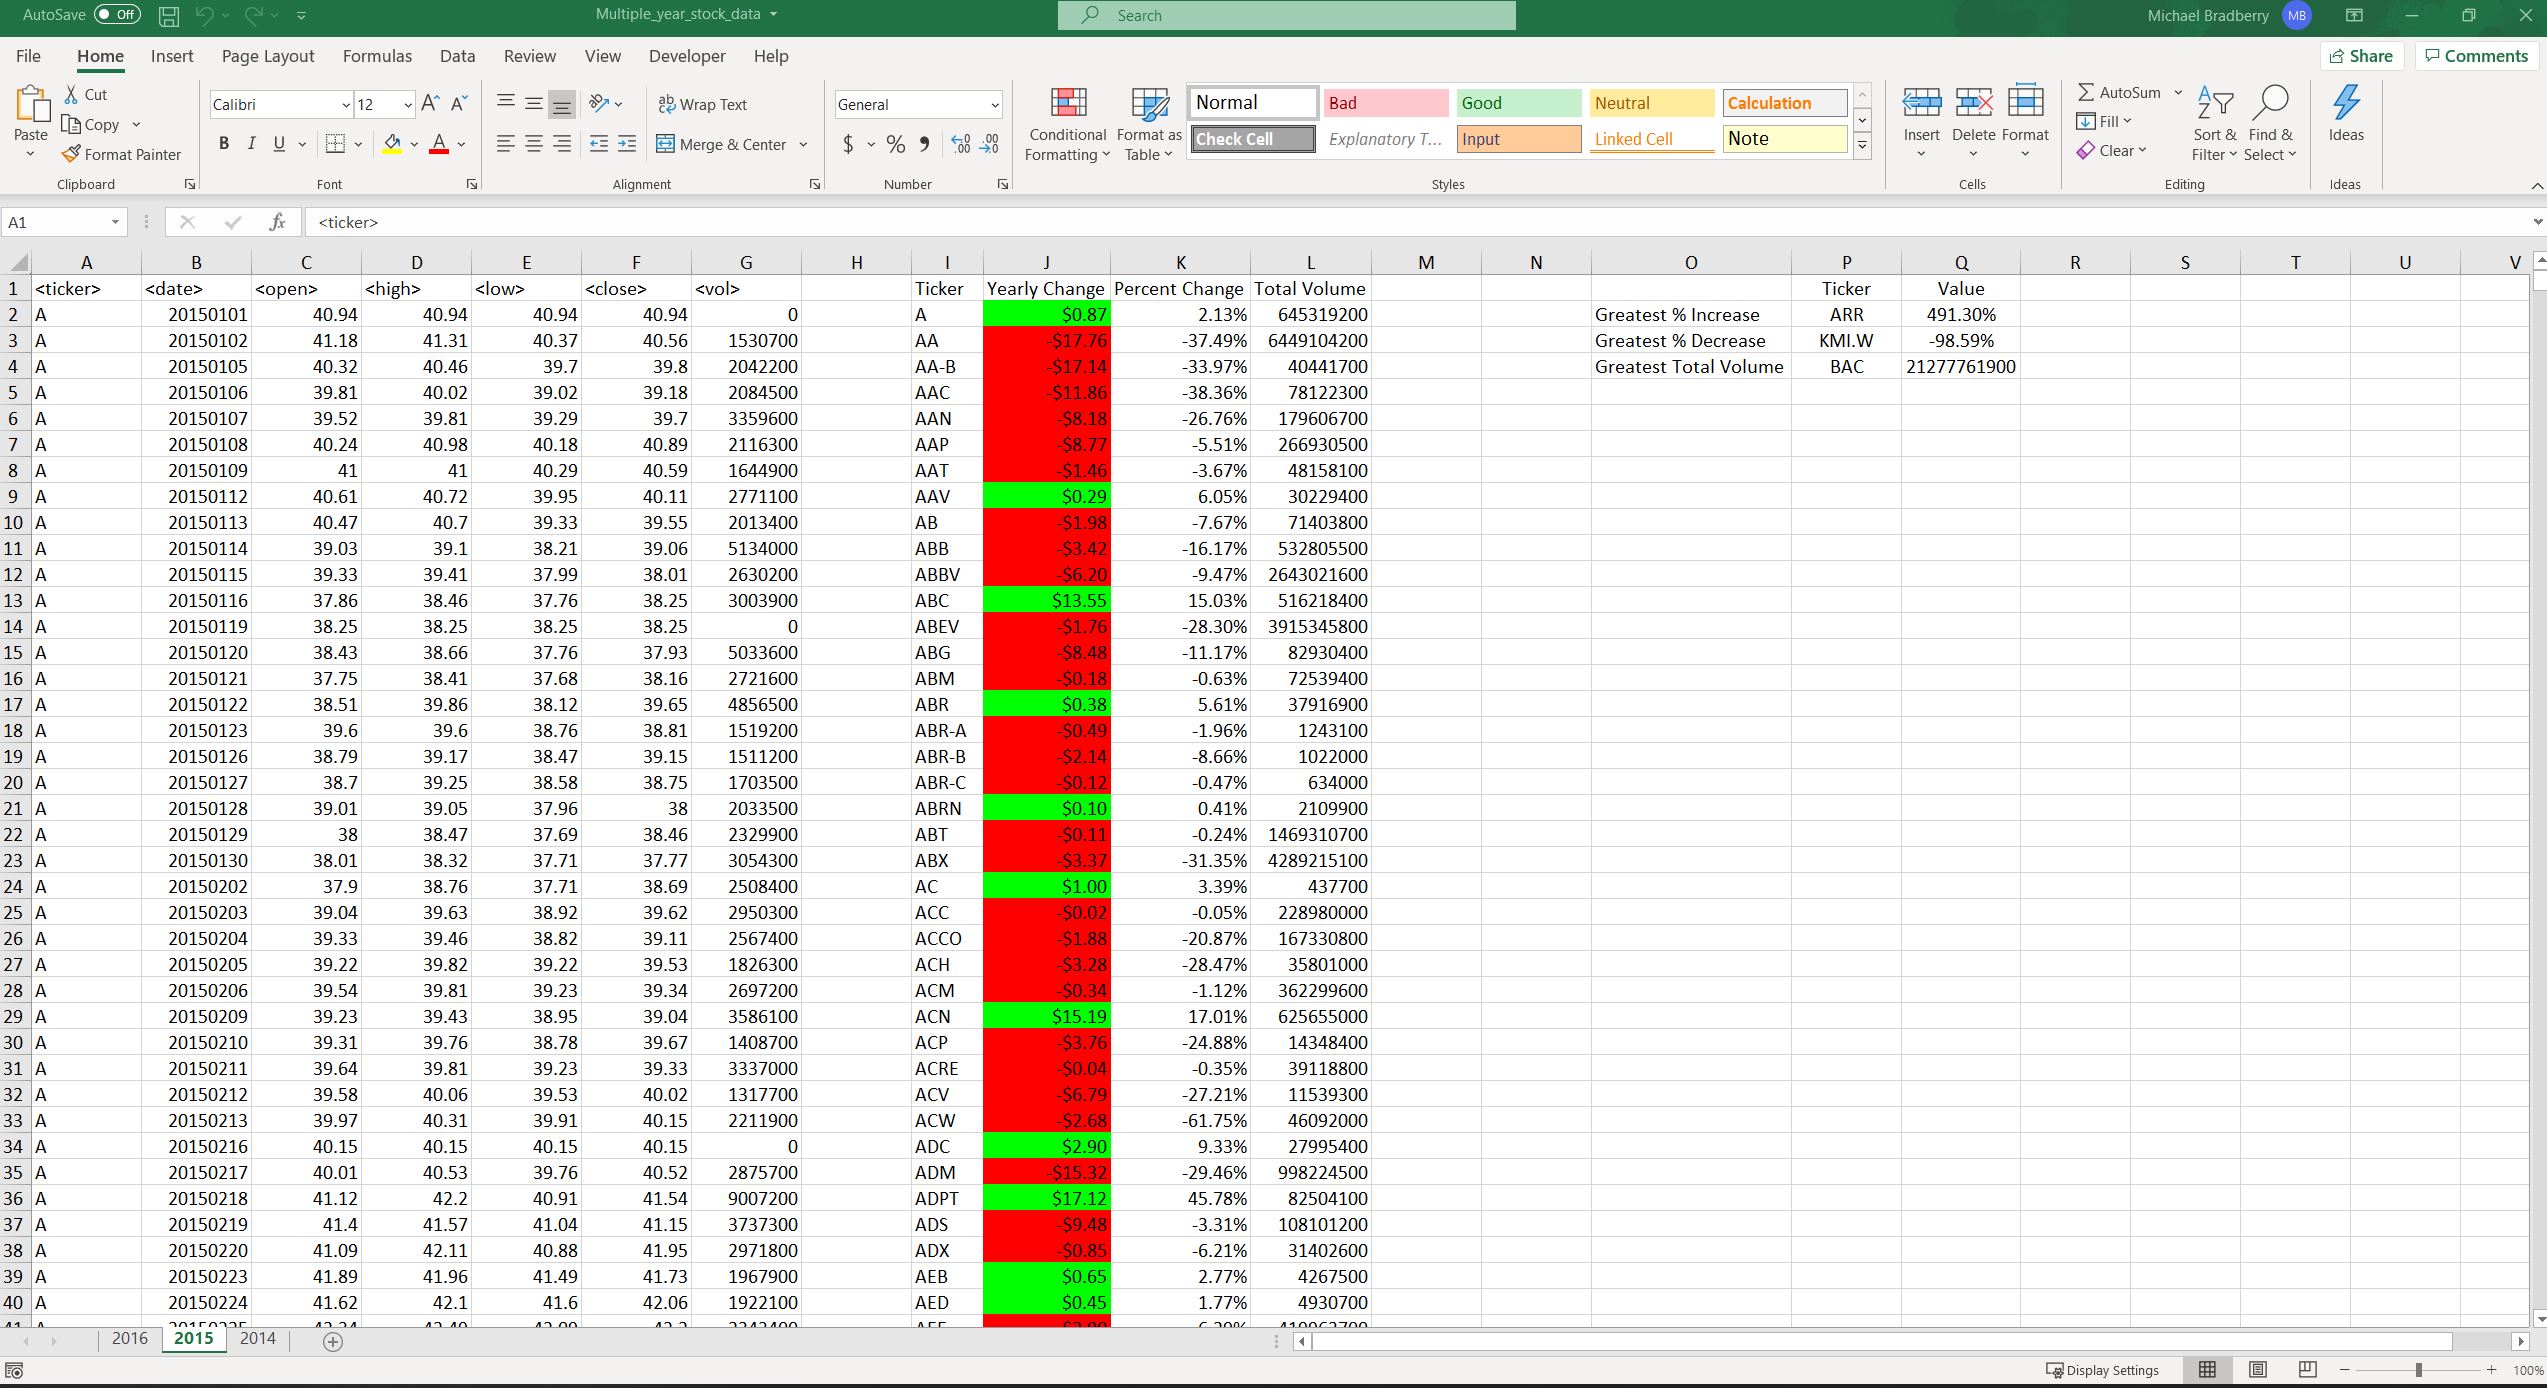 AutoSave Off Multiple_year_stock_data Search Michael Bradberry MB
File Home Insert Page Layout Formulas Data Review View Developer Help Share Comments
Paste Cut Copy Format Painter Clipboard
Calibri 12 B I U A Font
Wrap Text Merge & Center Alignment
General $ % Number
Conditional Formatting Format as Table
Normal Bad Good Neutral Calculation
Check Cell Explanatory T... Input Linked Cell Note
Styles
Insert Delete Format Cells
AutoSum Fill Clear Sort & Filter Find & Select Editing
Ideas Ideas
A1 fx <ticker>
A B C D E F G H I J K L M N O P Q R S T U V
1 <ticker> <date> <open> <high> <low> <close> <vol> Ticker Yearly Change Percent Change Total Volume Ticker Value
2 A 20150101 40.94 40.94 40.94 40.94 0 A $0.87 2.13% 645319200 Greatest % Increase ARR 491.30%
3 A 20150102 41.18 41.31 40.37 40.56 1530700 AA -$17.76 -37.49% 6449104200 Greatest % Decrease KMI.W -98.59%
4 A 20150105 40.32 40.46 39.7 39.8 2042200 AA-B -$17.14 -33.97% 40441700 Greatest Total Volume BAC 21277761900
5 A 20150106 39.81 40.02 39.02 39.18 2084500 AAC -$11.86 -38.36% 78122300
6 A 20150107 39.52 39.81 39.29 39.7 3359600 AAN -$8.18 -26.76% 179606700
7 A 20150108 40.24 40.98 40.18 40.89 2116300 AAP -$8.77 -5.51% 266930500
8 A 20150109 41 41 40.29 40.59 1644900 AAT -$1.46 -3.67% 48158100
9 A 20150112 40.61 40.72 39.95 40.11 2771100 AAV $0.29 6.05% 30229400
10 A 20150113 40.47 40.7 39.33 39.55 2013400 AB -$1.98 -7.67% 71403800
11 A 20150114 39.03 39.1 38.21 39.06 5134000 ABB -$3.42 -16.17% 532805500
12 A 20150115 39.33 39.41 37.99 38.01 2630200 ABBV -$6.20 -9.47% 2643021600
13 A 20150116 37.86 38.46 37.76 38.25 3003900 ABC $13.55 15.03% 516218400
14 A 20150119 38.25 38.25 38.25 38.25 0 ABEV -$1.76 -28.30% 3915345800
15 A 20150120 38.43 38.66 37.76 37.93 5033600 ABG -$8.48 -11.17% 82930400
16 A 20150121 37.75 38.41 37.68 38.16 2721600 ABM -$0.18 -0.63% 72539400
17 A 20150122 38.51 39.86 38.12 39.65 4856500 ABR $0.38 5.61% 37916900
18 A 20150123 39.6 39.6 38.76 38.81 1519200 ABR-A -$0.49 -1.96% 1243100
19 A 20150126 38.79 39.17 38.47 39.15 1511200 ABR-B -$2.14 -8.66% 1022000
20 A 20150127 38.7 39.25 38.58 38.75 1703500 ABR-C -$0.12 -0.47% 634000
21 A 20150128 39.01 39.05 37.96 38 2033500 ABRN $0.10 0.41% 2109900
22 A 20150129 38 38.47 37.69 38.46 2329900 ABT -$0.11 -0.24% 1469310700
23 A 20150130 38.01 38.32 37.71 37.77 3054300 ABX -$3.37 -31.35% 4289215100
24 A 20150202 37.9 38.76 37.71 38.69 2508400 AC $1.00 3.39% 437700
25 A 20150203 39.04 39.63 38.92 39.62 2950300 ACC -$0.02 -0.05% 228980000
26 A 20150204 39.33 39.46 38.82 39.11 2567400 ACCO -$1.88 -20.87% 167330800
27 A 20150205 39.22 39.82 39.22 39.53 1826300 ACH -$3.28 -28.47% 35801000
28 A 20150206 39.54 39.81 39.23 39.34 2697200 ACM -$0.34 -1.12% 362299600
29 A 20150209 39.23 39.43 38.95 39.04 3586100 ACN $15.19 17.01% 625655000
30 A 20150210 39.31 39.76 38.78 39.67 1408700 ACP -$3.76 -24.88% 14348400
31 A 20150211 39.64 39.81 39.23 39.33 3337000 ACRE -$0.04 -0.35% 39118800
32 A 20150212 39.58 40.06 39.53 40.02 1317700 ACV -$6.79 -27.21% 11539300
33 A 20150213 39.97 40.31 39.91 40.15 2211900 ACW -$2.68 -61.75% 46092000
34 A 20150216 40.15 40.15 40.15 40.15 0 ADC $2.90 9.33% 27995400
35 A 20150217 40.01 40.53 39.76 40.52 2875700 ADM -$15.32 -29.46% 998224500
36 A 20150218 41.12 42.2 40.91 41.54 9007200 ADPT $17.12 45.78% 82504100
37 A 20150219 41.4 41.57 41.04 41.15 3737300 ADS -$9.48 -3.31% 108101200
38 A 20150220 41.09 42.11 40.88 41.95 2971800 ADX -$0.85 -6.21% 31402600
39 A 20150223 41.89 41.96 41.49 41.73 1967900 AEB $0.65 2.77% 4267500
40 A 20150224 41.62 42.1 41.6 42.06 1922100 AED $0.45 1.77% 4930700
2016 2015 2014
Display Settings 100%